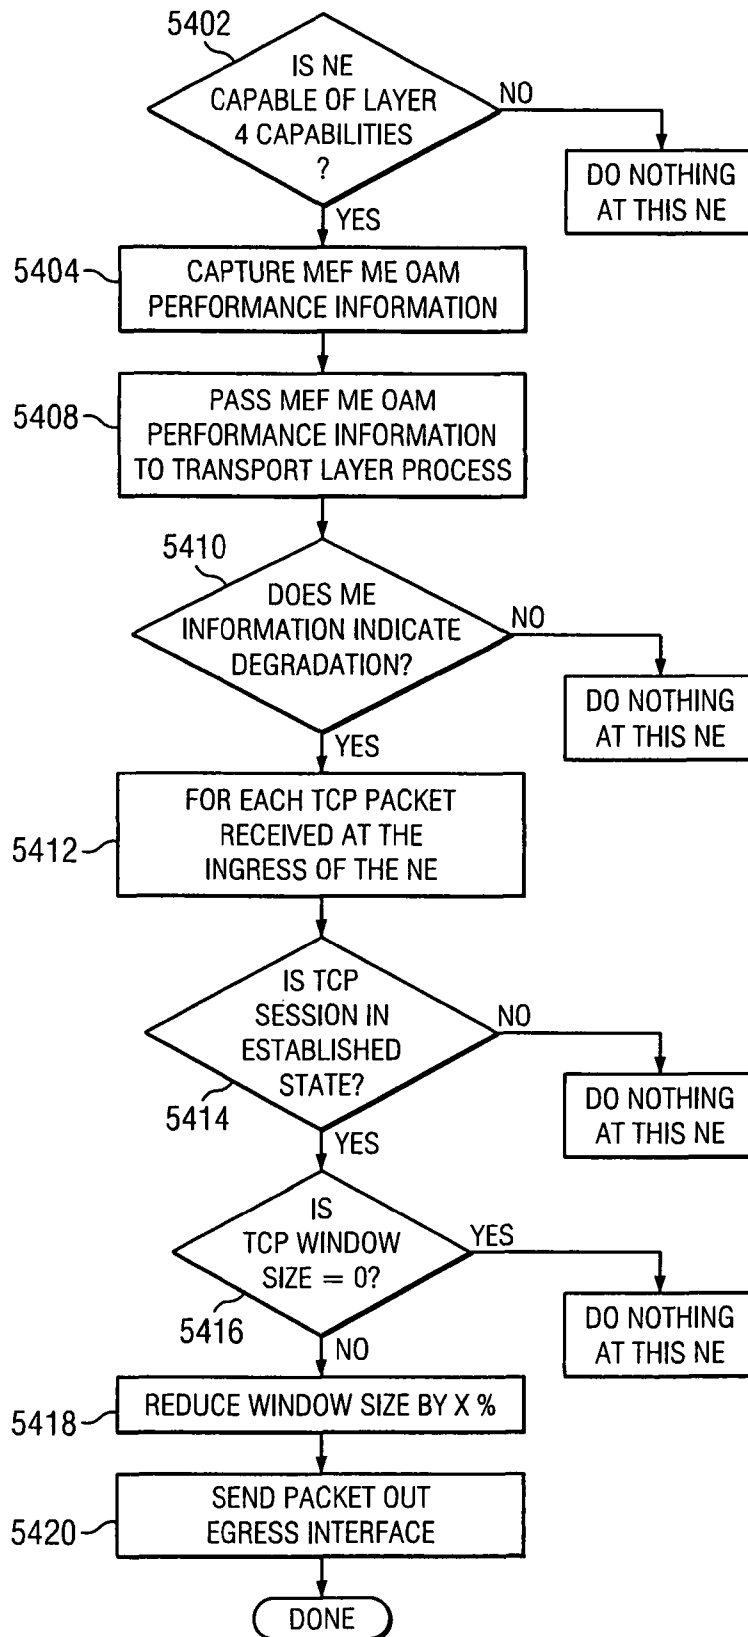 5402
IS NE
CAPABLE OF LAYER
4 CAPABILITIES
?
NO
DO NOTHING
AT THIS NE
YES
5404
CAPTURE MEF ME OAM
PERFORMANCE INFORMATION
5408
PASS MEF ME OAM
PERFORMANCE INFORMATION
TO TRANSPORT LAYER PROCESS
5410
DOES ME
INFORMATION INDICATE
DEGRADATION?
NO
DO NOTHING
AT THIS NE
YES
5412
FOR EACH TCP PACKET
RECEIVED AT THE
INGRESS OF THE NE
IS TCP
SESSION IN
ESTABLISHED
STATE?
5414
NO
DO NOTHING
AT THIS NE
YES
IS
TCP WINDOW
SIZE = 0?
5416
YES
DO NOTHING
AT THIS NE
NO
5418
REDUCE WINDOW SIZE BY X %
5420
SEND PACKET OUT
EGRESS INTERFACE
DONE